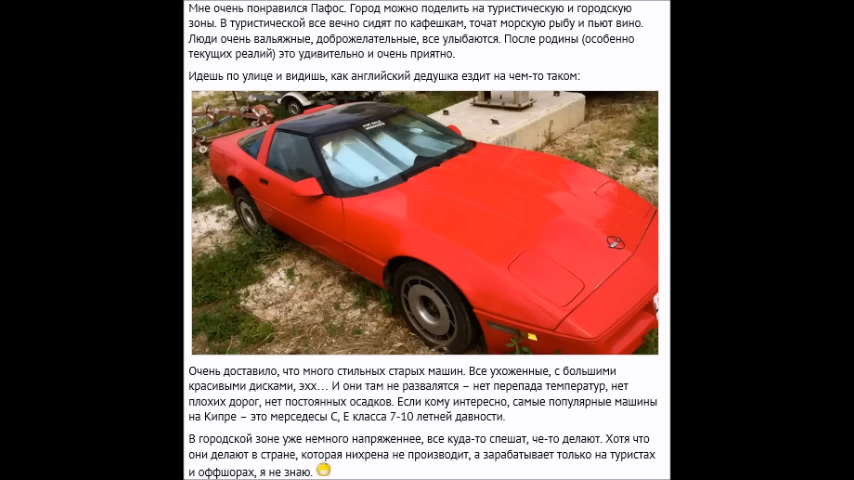 Мне очень понравился Пафос. Город можно поделить на туристическую и городскую
зоны. В туристической все вечно сидят по кафешкам, точат морскую рыбу и пьют вино.
Люди очень вальяжные, доброжелательные, все улыбаются. После родины (особенно
текущих реалий) это удивительно и очень приятно.
Идешь по улице и видишь, как английский дедушка ездит на чем-то таком:
Очень доставило, что много стильных старых машин. Все ухоженные, с большими
красивыми дисками, эхх... И они там не развалятся – нет перепада температур, нет
плохих дорог, нет постоянных осадков. Если кому интересно, самые популярные машины
на Кипре – это мерседесы С, Е класса 7-10 летней давности.
В городской зоне уже немного напряженнее, все куда-то спешат, че-то делают. Хотя что
они делают в стране, которая нихрена не производит, а зарабатывает только на туристах
и оффшорах, я не знаю.